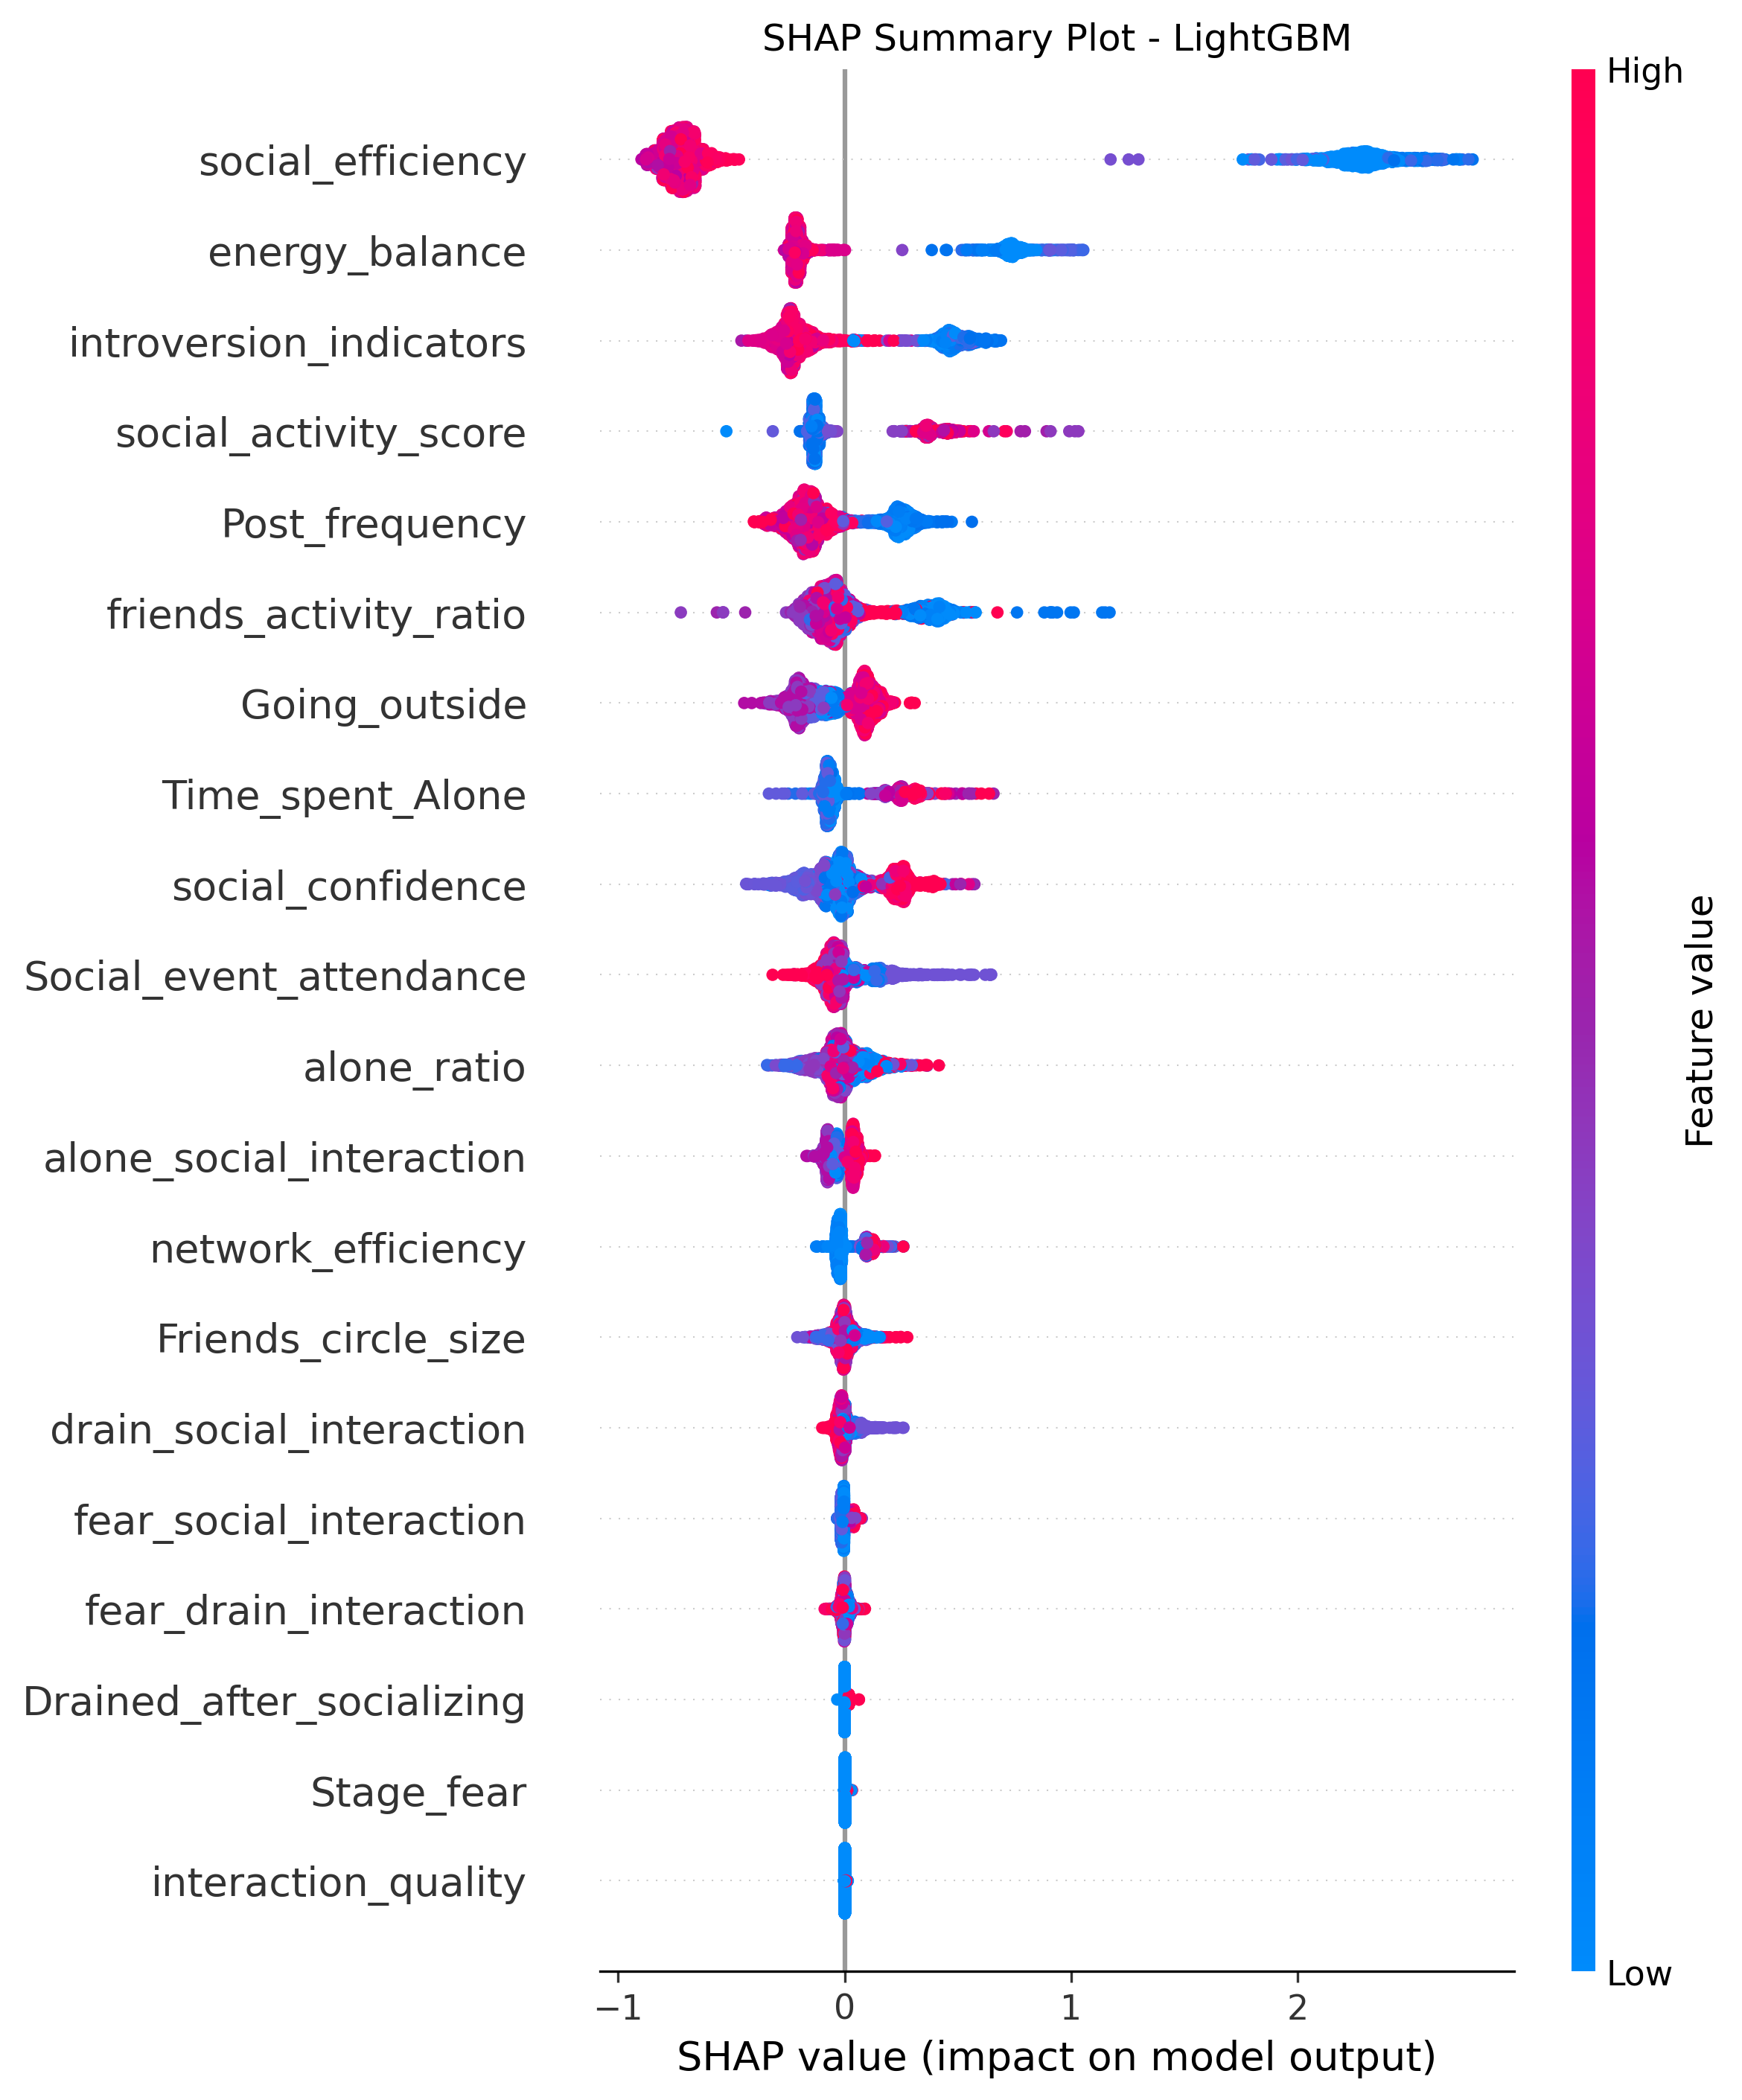 SHAP Summary Plot - LightGBM
High
social_efficiency
energy_balance
introversion_indicators
social_activity_score
Post_frequency
friends_activity_ratio
Going_outside
Time_spent_Alone
social_confidence
Social_event_attendance
alone_ratio
alone_social_interaction
network_efficiency
Friends_circle_size
drain_social_interaction
fear_social_interaction
fear_drain_interaction
Drained_after_socializing
Stage_fear
interaction_quality
Feature value
Low
−1 0 1 2
SHAP value (impact on model output)